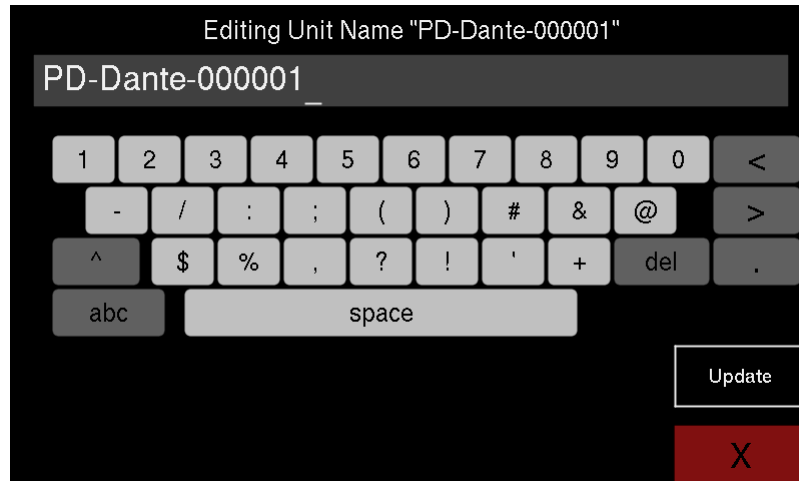 Editing Unit Name "PD-Dante-000001"
PD-Dante-000001_
1 2 3 4 5 6 7 8 9 0 <
- / : ; ( ) # & @ >
^ $ % , ? ! ' + del .
abc space
Update
X